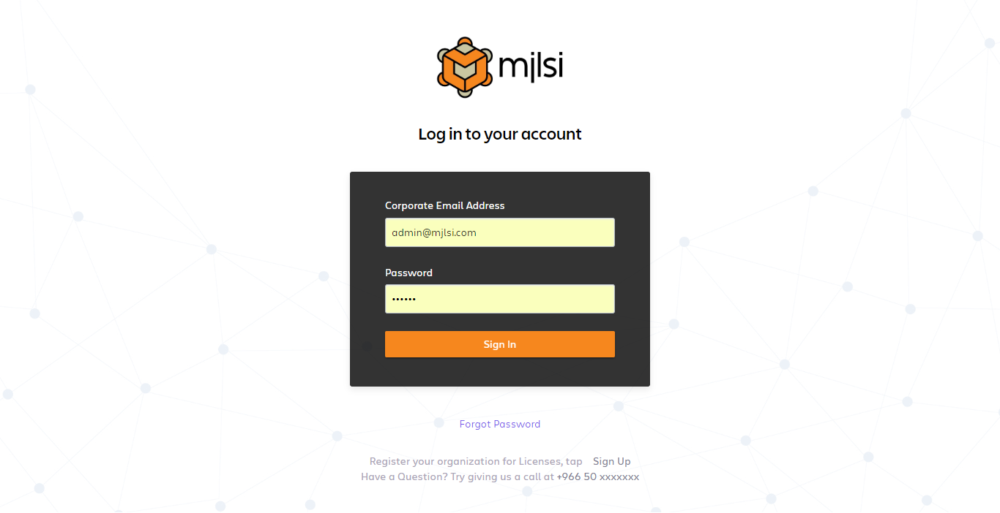 mjlsi
Log in to your account
Corporate Email Address
admin@mjlsi.com
Password
••••••
Sign In
Forgot Password
Register your organization for Licenses, tap Sign Up
Have a Question? Try giving us a call at +966 50 xxxxxxx